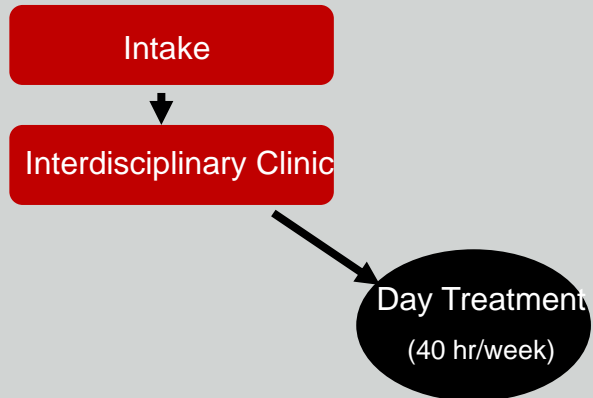 Intake
Interdisciplinary Clinic
Day Treatment
(40 hr/week)